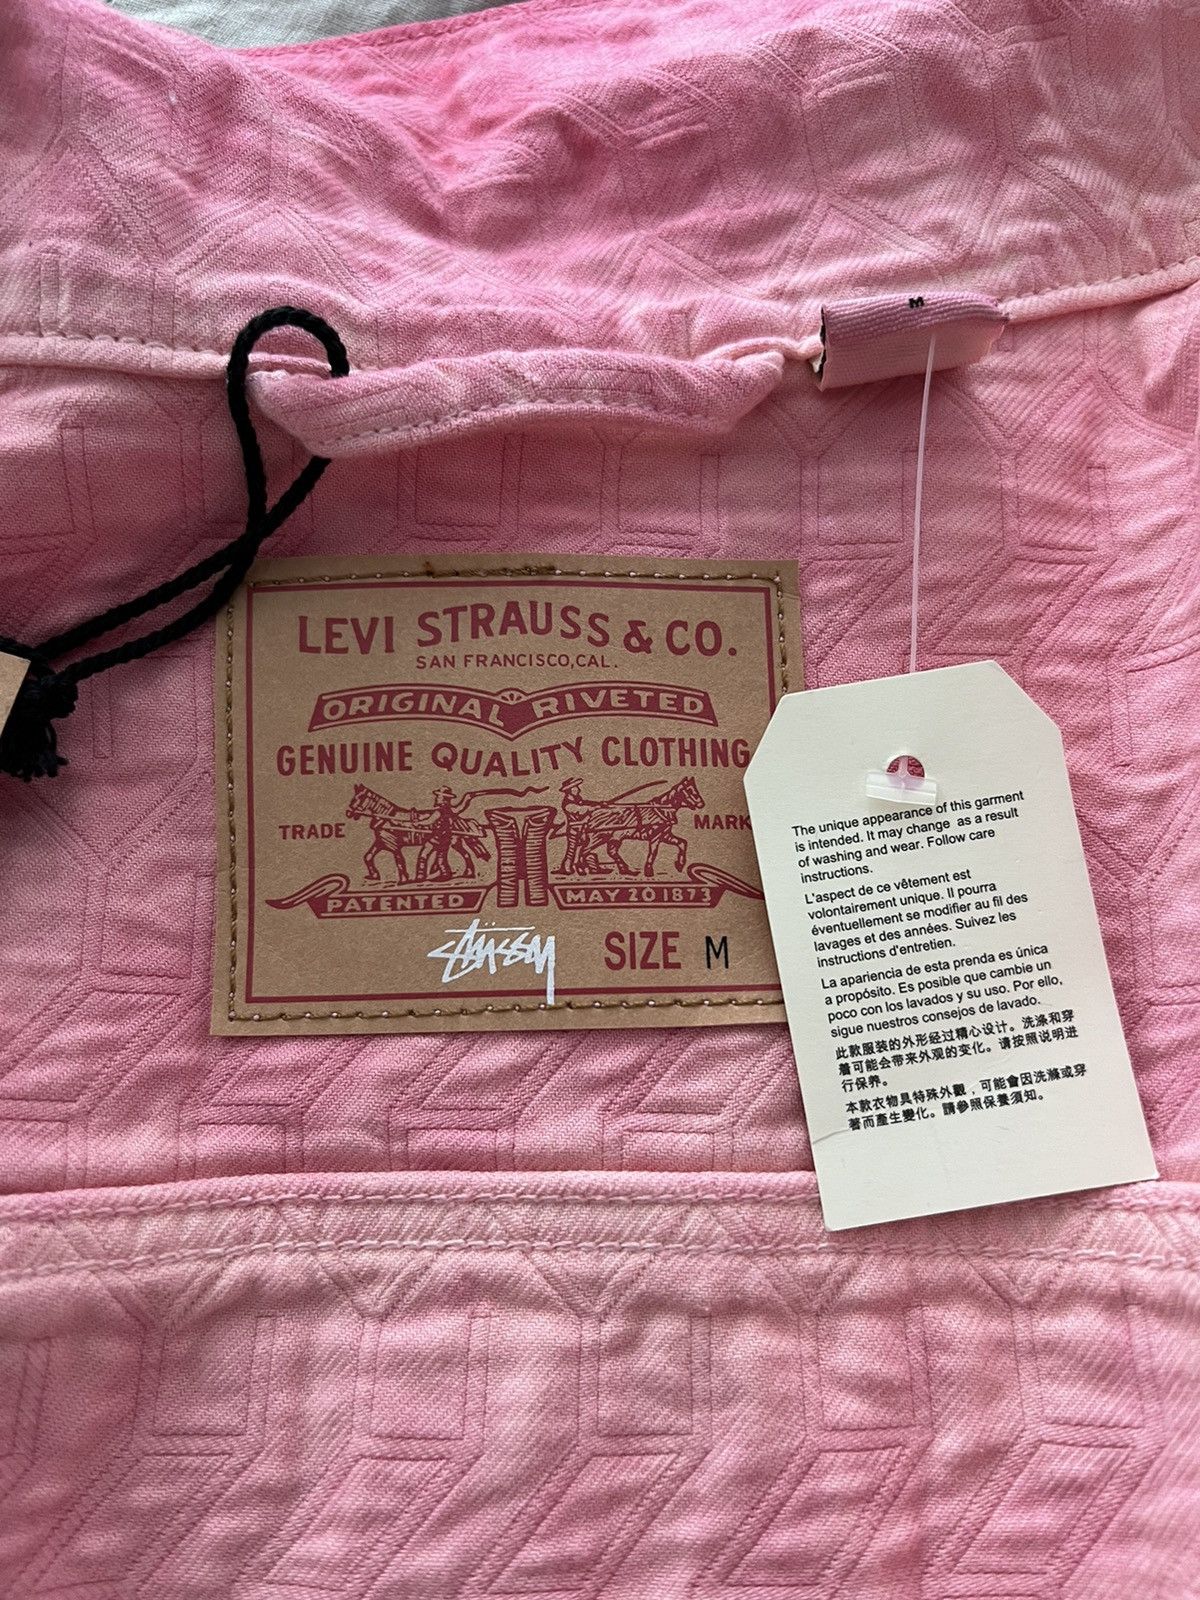 M
LEVI STRAUSS & CO.
SAN FRANCISCO, CAL.
ORIGINAL RIVETED
GENUINE QUALITY CLOTHING
TRADE MARK
PATENTED MAY 20 1873
STÜSSY SIZE M
The unique appearance of this garment
is intended. It may change as a result
of washing and wear. Follow care
instructions.
L'aspect de ce vêtement est
volontairement unique. Il pourra
éventuellement se modifier au fil des
lavages et des années. Suivez les
instructions d'entretien.
La apariencia de esta prenda es única
a propósito. Es posible que cambie un
poco con los lavados y su uso. Por ello,
sigue nuestros consejos de lavado.
此款服装的外形经过精心设计。洗涤和穿
着可能会带来外观的变化。请按照说明进
行保养。
本款衣物具特殊外觀，可能會因洗滌或穿
著而產生變化。請參照保養須知。